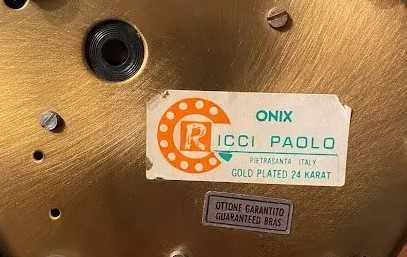 ONIX
RICCI PAOLO
PIETRASANTA ITALY
GOLD PLATED 24 KARAT
OTTONE GARANTITO
GUARANTEED BRAS